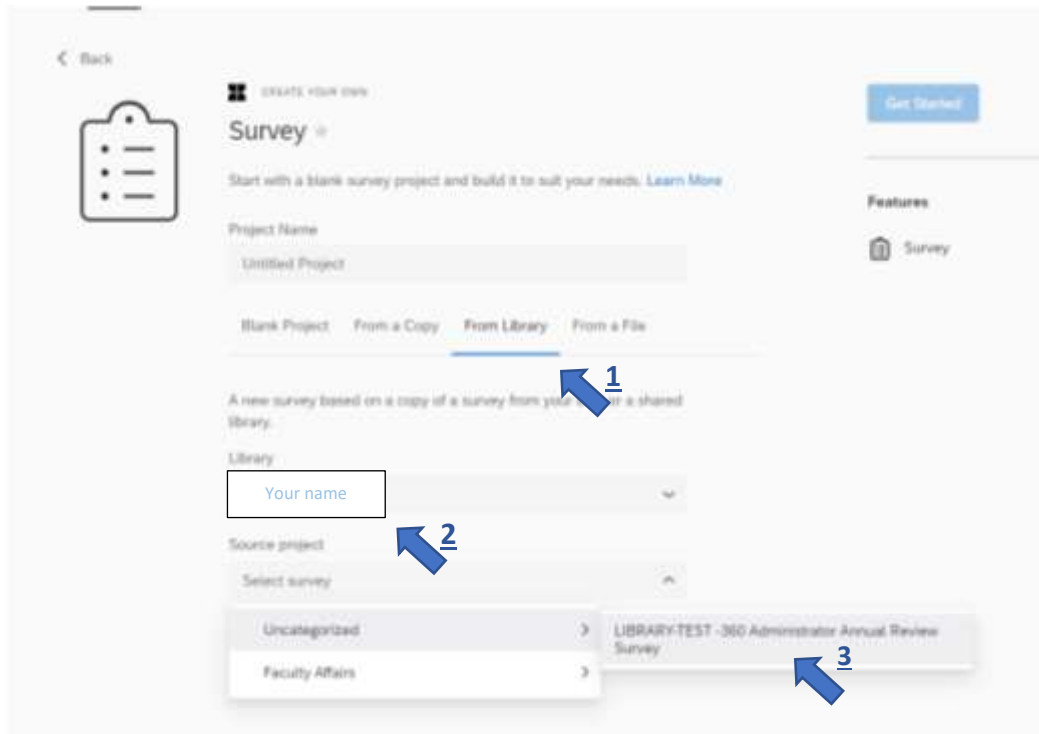 Back
CREATE YOUR OWN
Get Started
Survey
Start with a blank survey project and build it to suit your needs. Learn More
Features
Project Name
Survey
Untitled Project
Blank Project From a Copy From Library From a File
1
A new survey based on a copy of a survey from your or a shared
library.
Library
Your name
2
Source project
Select survey
Uncategorized
LIBRARY-TEST -360 Administrator Annual Review
Survey
3
Faculty Affairs